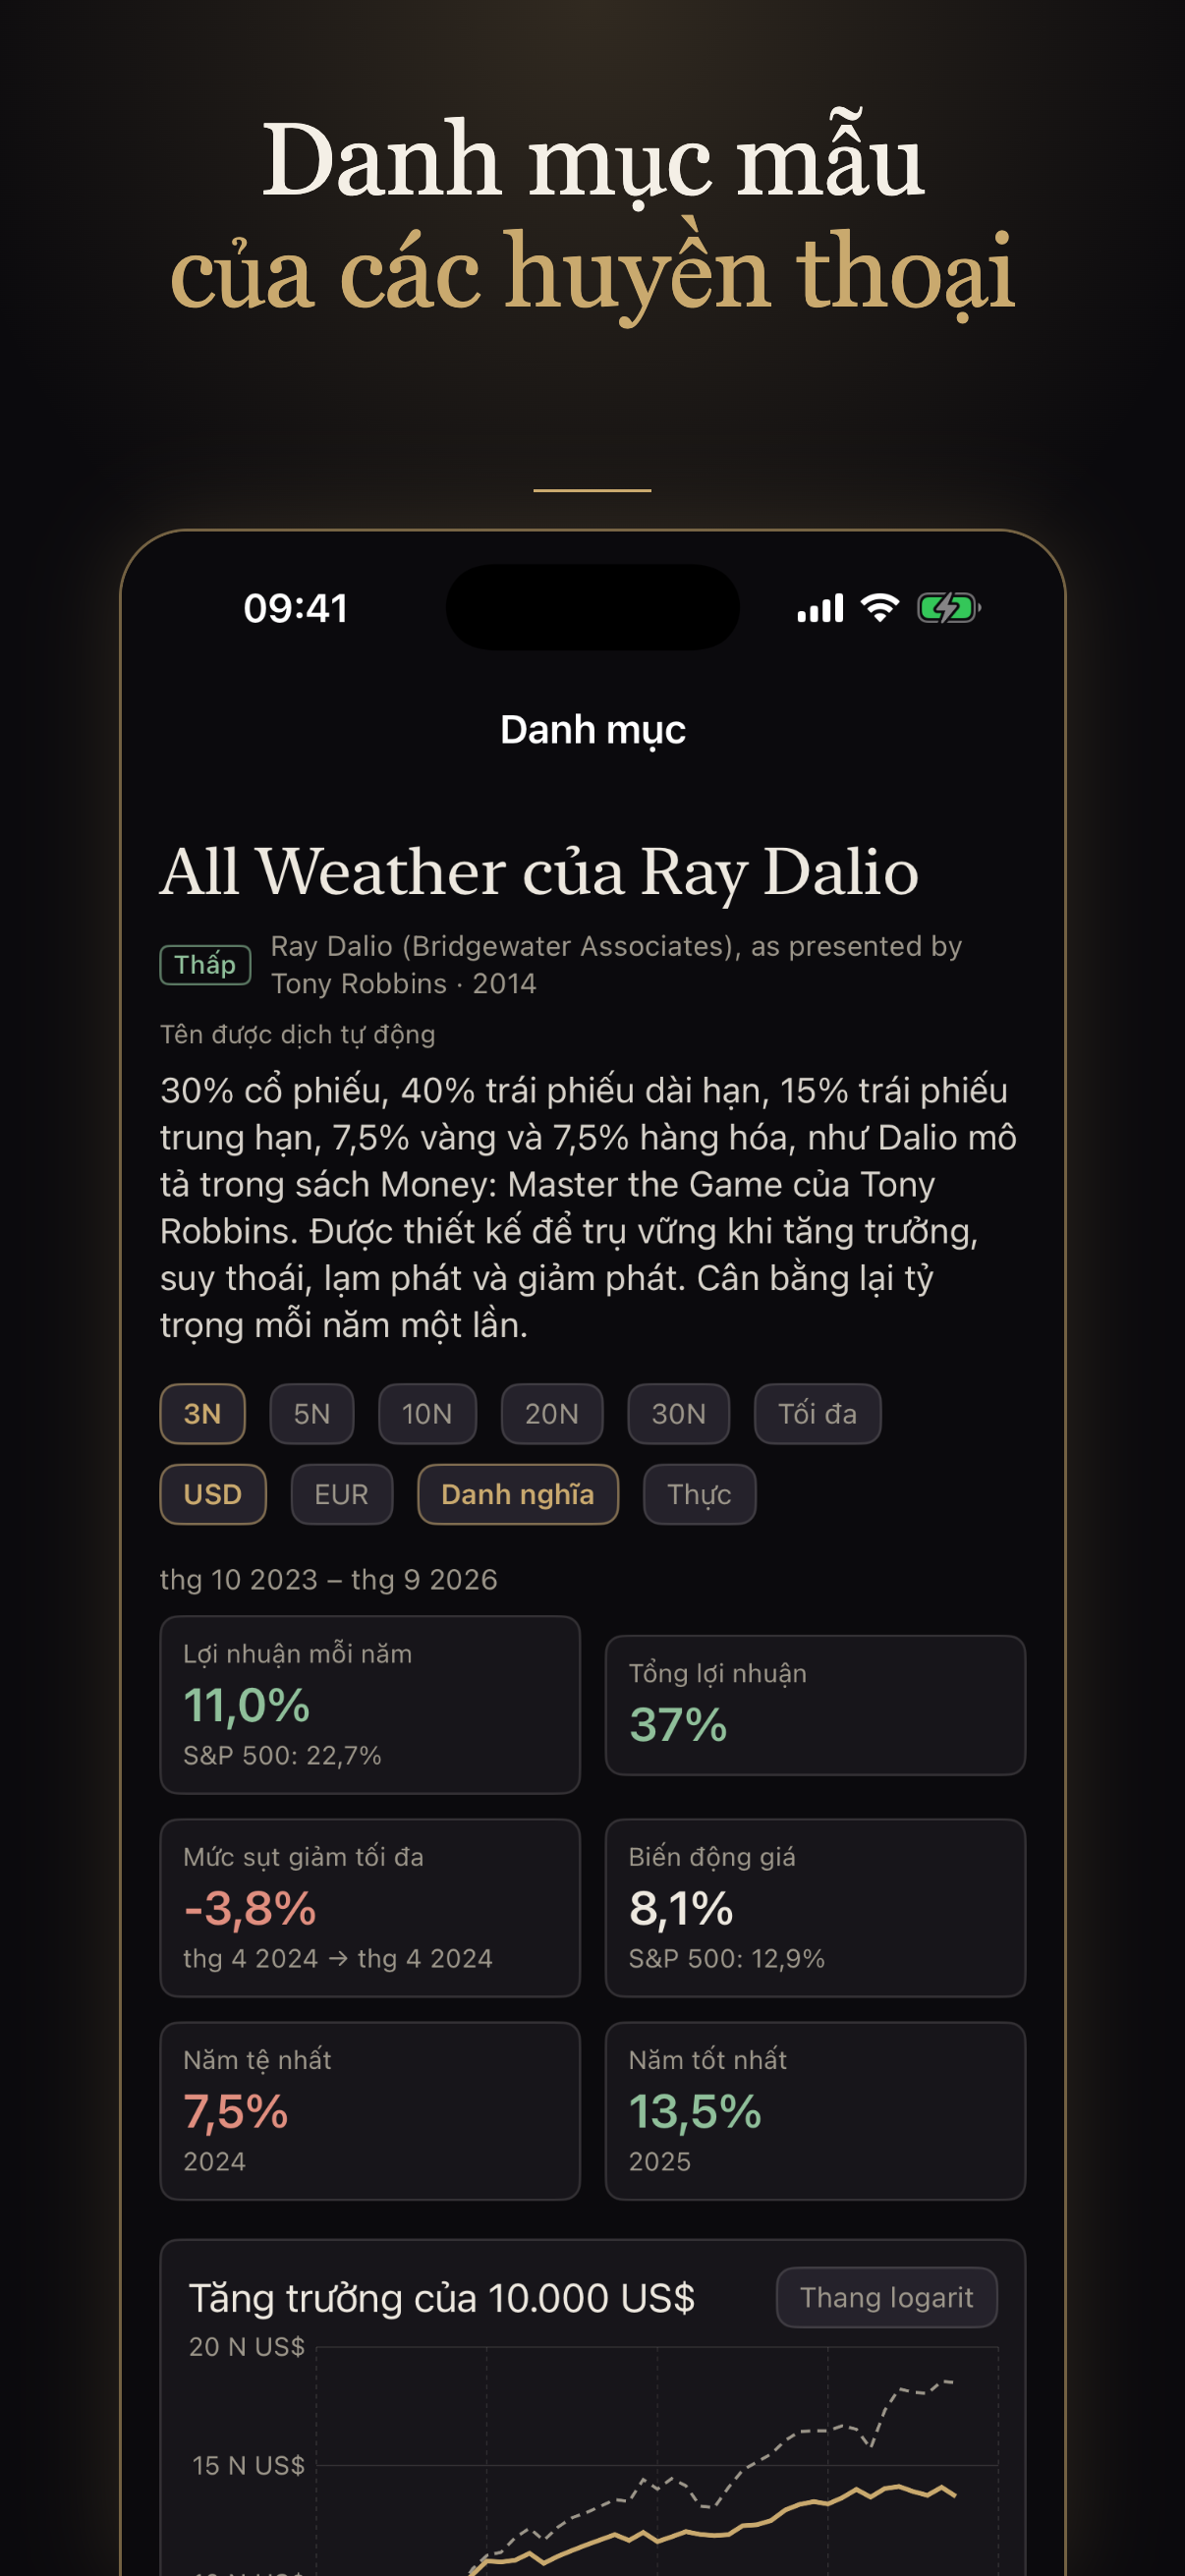 Danh mục mẫu
của các huyền thoại
09:41
Danh mục
All Weather của Ray Dalio
Thấp
Ray Dalio (Bridgewater Associates), as presented by
Tony Robbins · 2014
Tên được dịch tự động
30% cổ phiếu, 40% trái phiếu dài hạn, 15% trái phiếu
trung hạn, 7,5% vàng và 7,5% hàng hóa, như Dalio mô
tả trong sách Money: Master the Game của Tony
Robbins. Được thiết kế để trụ vững khi tăng trưởng,
suy thoái, lạm phát và giảm phát. Cân bằng lại tỷ
trọng mỗi năm một lần.
3N 5N 10N 20N 30N Tối đa
USD EUR Danh nghĩa Thực
thg 10 2023 – thg 9 2026
Lợi nhuận mỗi năm
11,0%
S&P 500: 22,7%
Tổng lợi nhuận
37%
Mức sụt giảm tối đa
-3,8%
thg 4 2024 → thg 4 2024
Biến động giá
8,1%
S&P 500: 12,9%
Năm tệ nhất
7,5%
2024
Năm tốt nhất
13,5%
2025
Tăng trưởng của 10.000 US$
Thang logarit
20 N US$
15 N US$